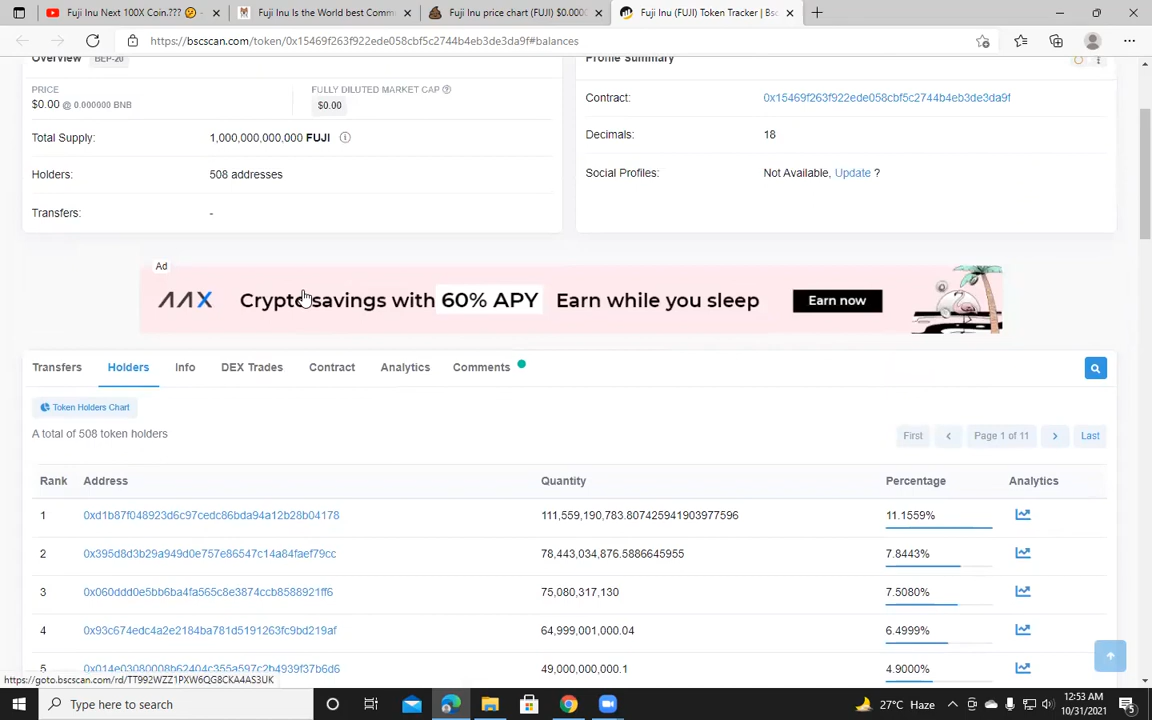 Fuji Inu Next 100X Coin.???
Fuji Inu Is the World best Comm
Fuji Inu price chart (FUJI) $0.000
Fuji Inu (FUJI) Token Tracker | Bsc
https://bscscan.com/token/0x15469f263f922ede058cbf5c2744b4eb3de3da9f#balances
Overview BEP-20
Profile Summary
PRICE
$0.00 @ 0.000000 BNB
FULLY DILUTED MARKET CAP
$0.00
Contract: 0x15469f263f922ede058cbf5c2744b4eb3de3da9f
Total Supply: 1,000,000,000,000 FUJI
Decimals: 18
Holders: 508 addresses
Social Profiles: Not Available, Update ?
Transfers: -
Ad
AAX Crypto savings with 60% APY Earn while you sleep Earn now
Transfers Holders Info DEX Trades Contract Analytics Comments
Token Holders Chart
A total of 508 token holders
First Page 1 of 11 Last
Rank Address Quantity Percentage Analytics
1 0xd1b87f048923d6c97cedc86bda94a12b28b04178 111,559,190,783.807425941903977596 11.1559%
2 0x395d8d3b29a949d0e757e86547c14a84faef79cc 78,443,034,876.5886645955 7.8443%
3 0x060ddd0e5bb6ba4fa565c8e3874ccb8588921ff6 75,080,317,130 7.5080%
4 0x93c674edc4a2e2184ba781d5191263fc9bd219af 64,999,001,000.04 6.4999%
5 0x014e03080008b62404c355a597c2b4939f37b6d6 49,000,000,000.1 4.9000%
https://goto.bscscan.com/rd/TT992WZZ1PXW6QG8CKA4AS3UK
Type here to search
27°C Haze
12:53 AM
10/31/2021
5